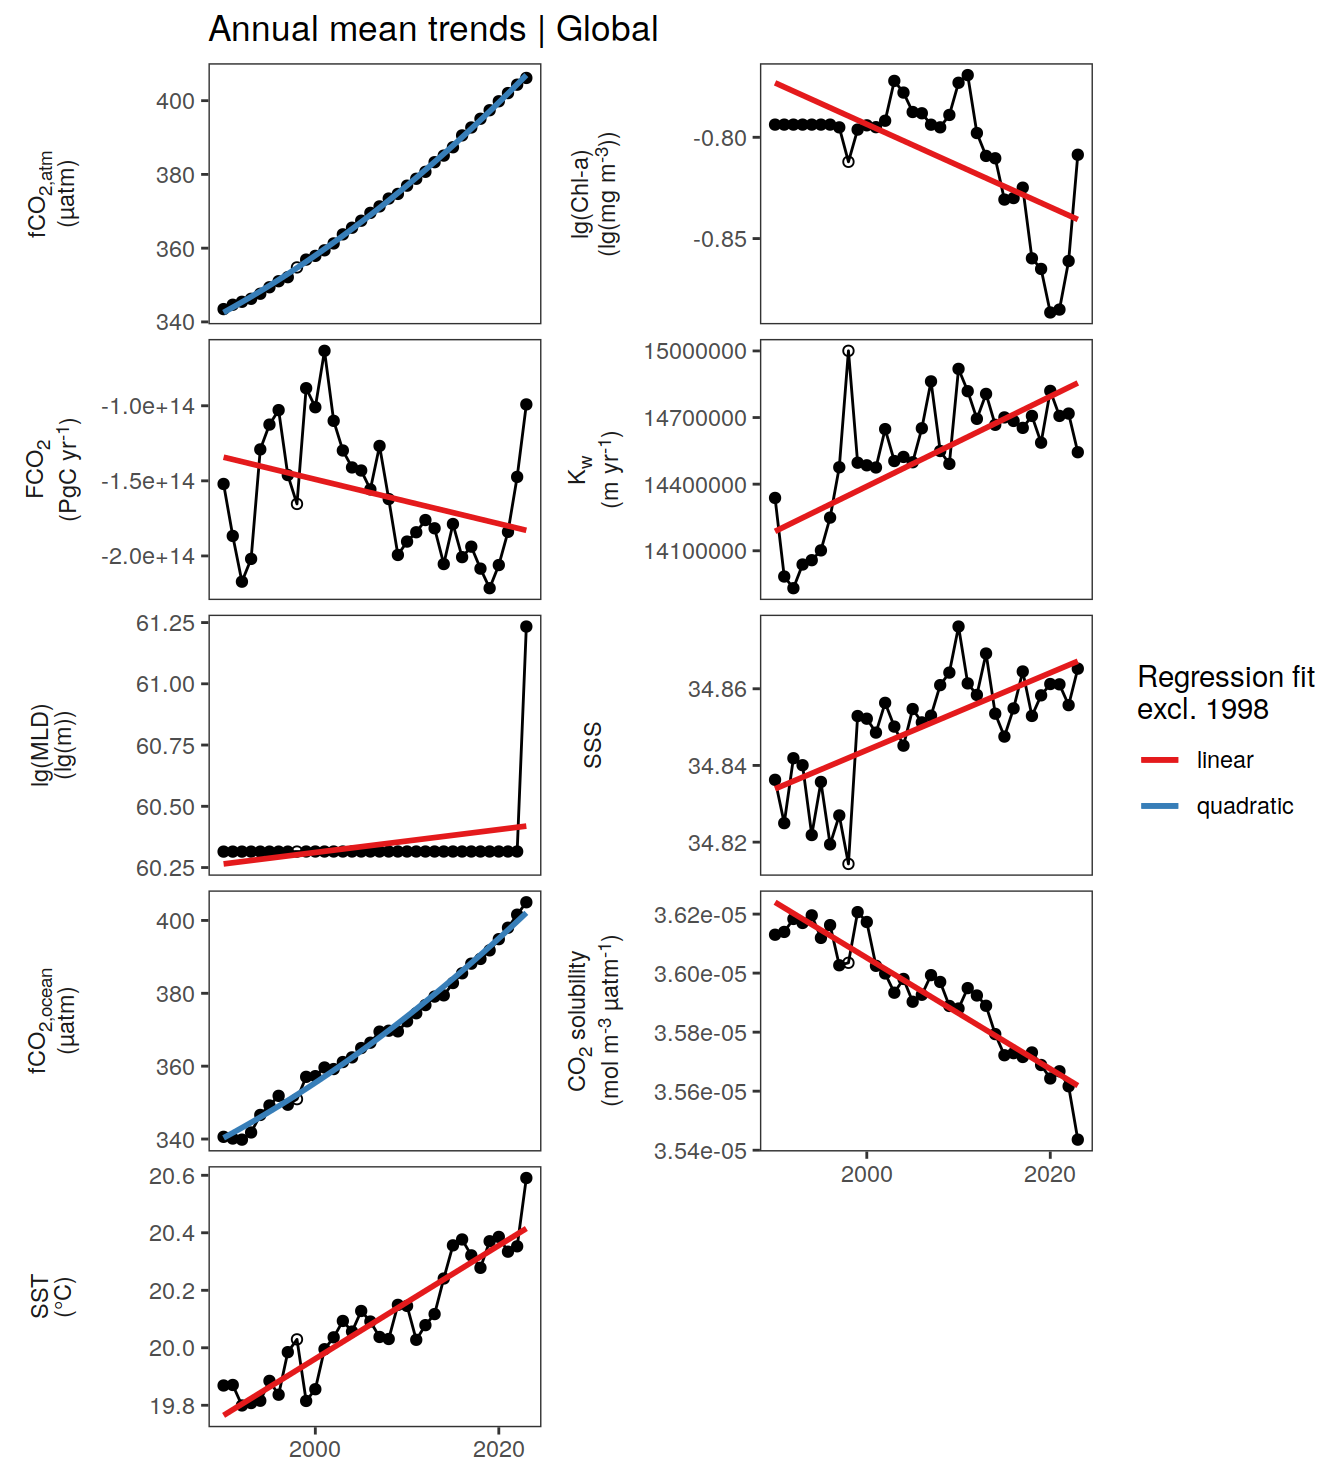 Annual mean trends | Global
fCO2,atm
(µatm)
400
380
360
340
lg(Chl-a)
(lg(mg m-3))
-0.80
-0.85
FCO2
(PgC yr-1)
-1.0e+14
-1.5e+14
-2.0e+14
Kw
(m yr-1)
15000000
14700000
14400000
14100000
lg(MLD)
(lg(m))
61.25
61.00
60.75
60.50
60.25
SSS
34.86
34.84
34.82
fCO2,ocean
(µatm)
400
380
360
340
CO2 solubility
(mol m-3 µatm-1)
3.62e-05
3.60e-05
3.58e-05
3.56e-05
3.54e-05
2000
2020
SST
(°C)
20.6
20.4
20.2
20.0
19.8
2000
2020
Regression fit
excl. 1998
linear
quadratic